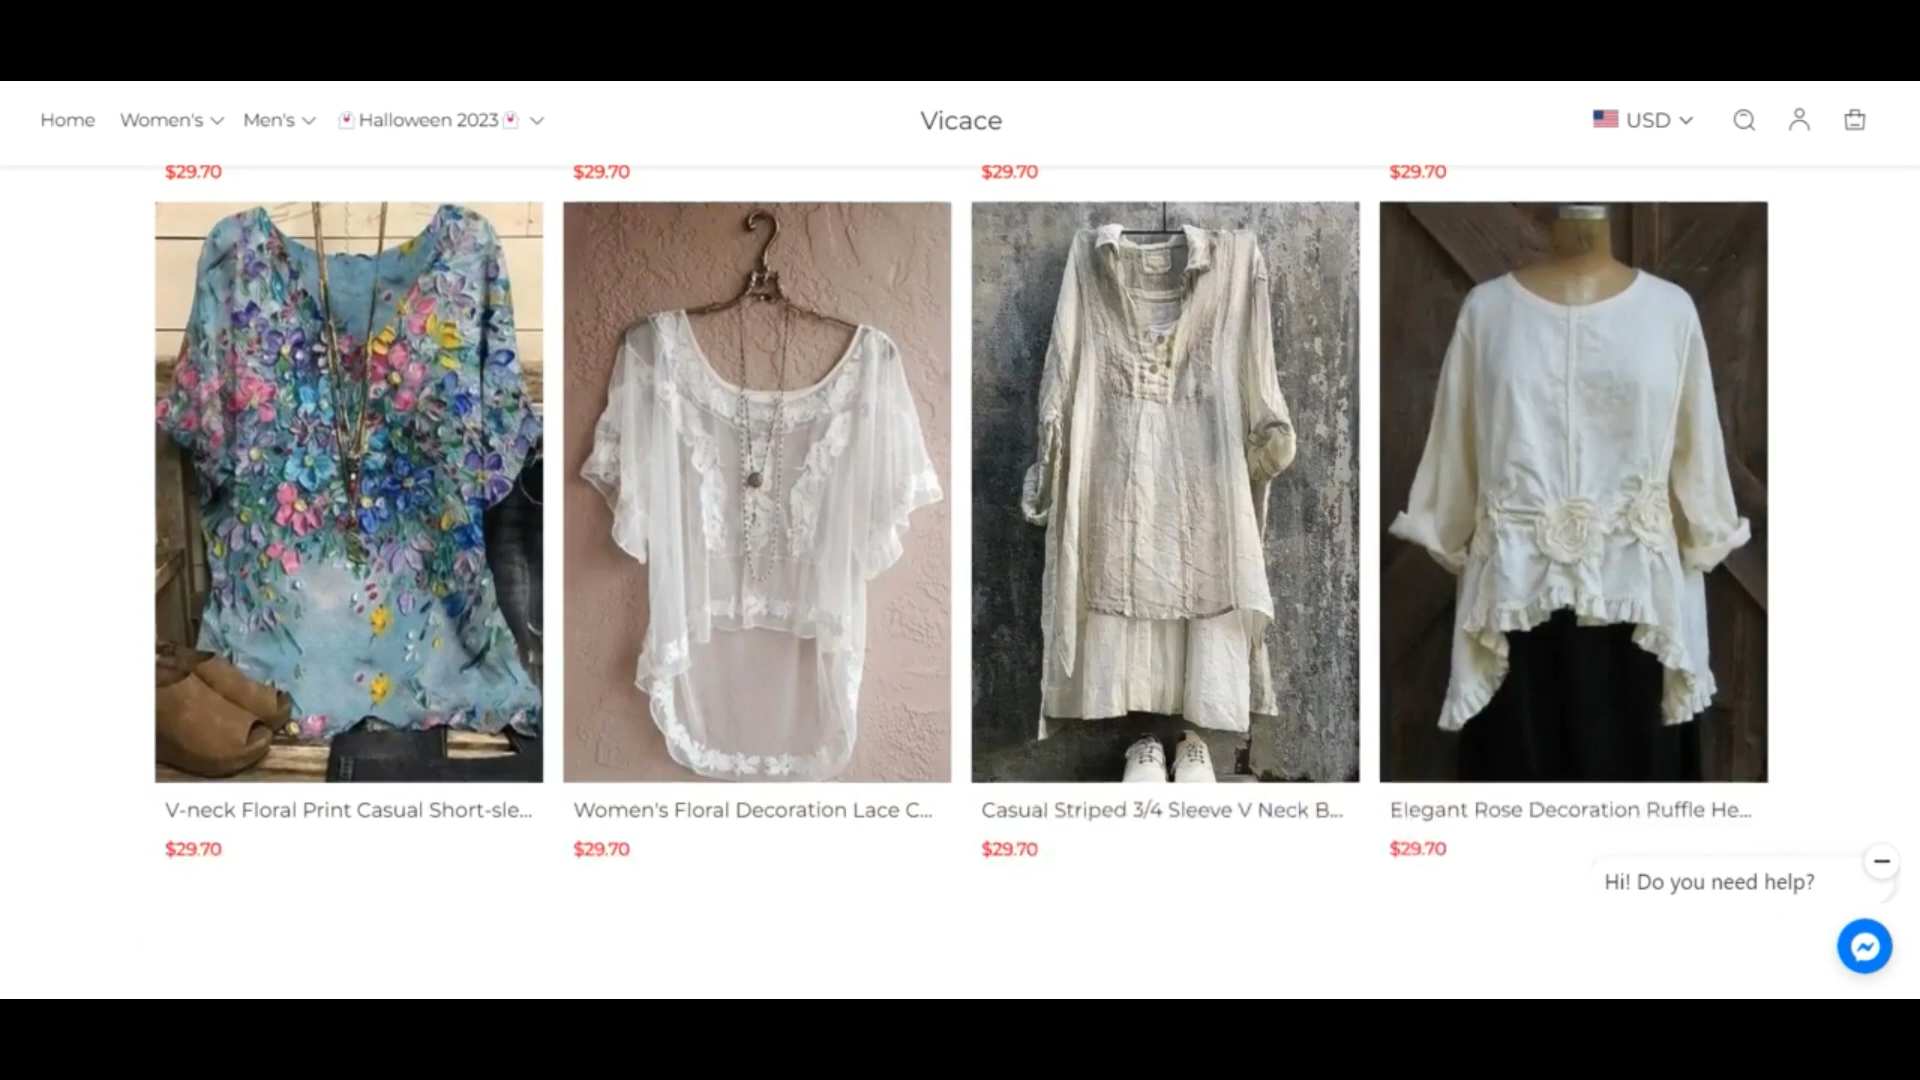 Home Women's Men's Halloween 2023 Vicace USD
$29.70 $29.70 $29.70 $29.70
V-neck Floral Print Casual Short-sle... Women's Floral Decoration Lace C... Casual Striped 3/4 Sleeve V Neck B... Elegant Rose Decoration Ruffle He...
$29.70 $29.70 $29.70 $29.70
Hi! Do you need help?